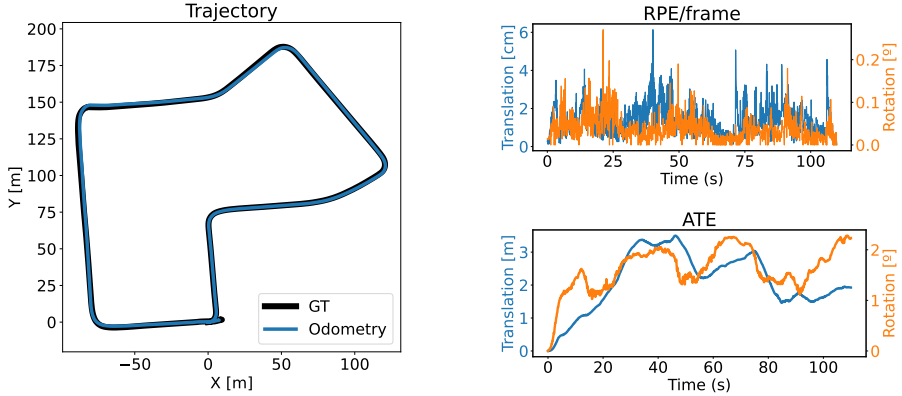 Trajectory
200
175
150
125
100
75
50
25
0
Y [m]
−50
0
50
100
X [m]
GT
Odometry
RPE/frame
6
4
2
0
Translation [cm]
0.2
0.1
0.0
Rotation [º]
0
25
50
75
100
Time (s)
ATE
3
2
1
0
Translation [m]
2
1
0
Rotation [º]
0
20
40
60
80
100
Time (s)